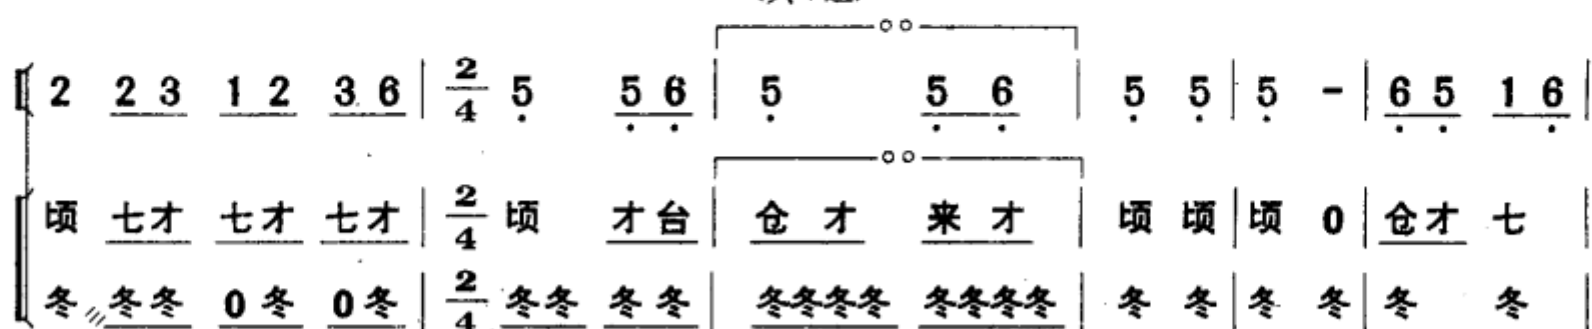 2 2 3 1 2 3 6 | 2/4 5 5 6 | 5 5 6 | 5 5 | 5 - | 6 5 1 6 |
顷 七才 七才 七才 | 2/4 顷 才台 | 仓 才 来 才 | 顷 顷 | 顷 0 | 仓才 七 |
冬 冬冬 0冬 0冬 | 2/4 冬冬 冬冬 | 冬冬冬冬 冬冬冬冬 | 冬 冬 | 冬 冬 | 冬 冬 |